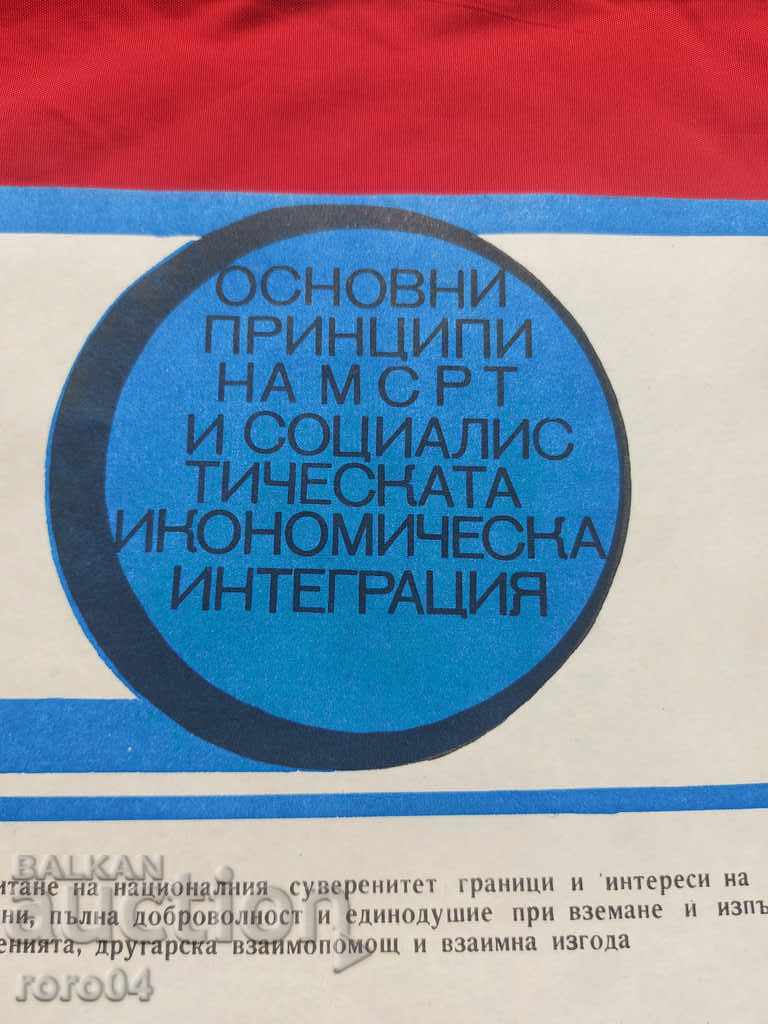 ОСНОВНИ
ПРИНЦИПИ
НА МСРТ
И СОЦИАЛИС
ТИЧЕСКАТА
ИКОНОМИЧЕСКА
ИНТЕГРАЦИЯ
итане на националния суверенитет граници и интереси на
ни, пълна доброволност и единодушие при вземане и изпъ
енията, другарска взаимопомощ и взаимна изгода
BALKAN
auction
roro04